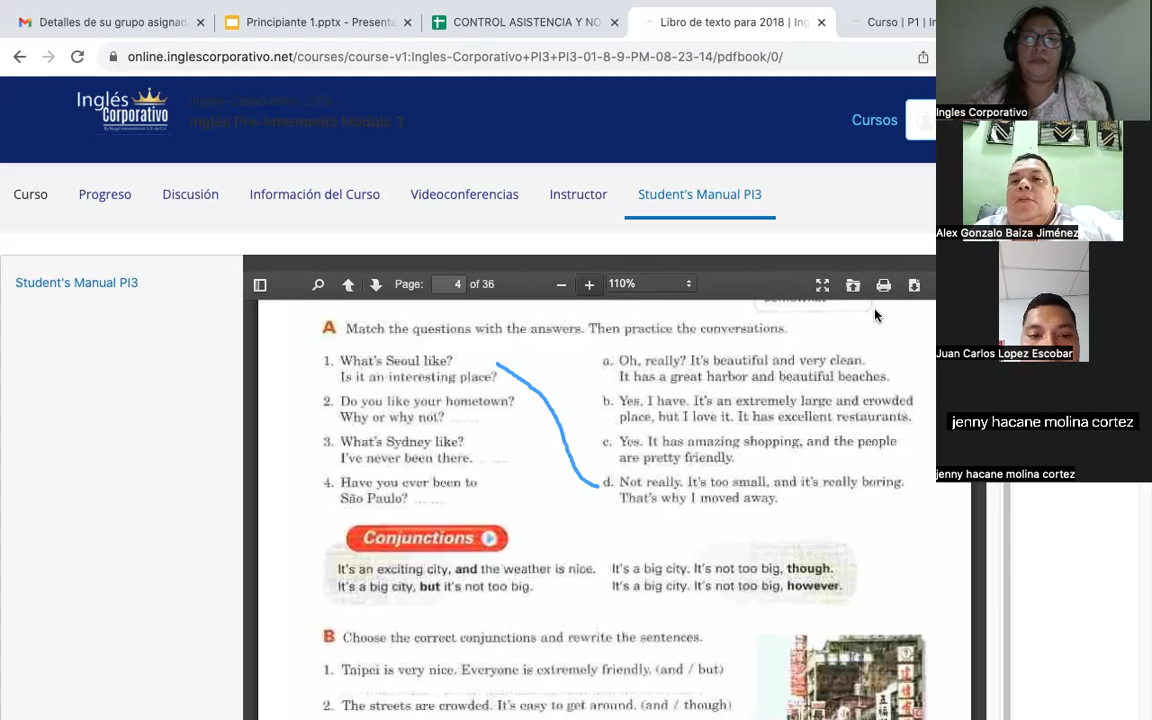 Detalles de su grupo asignad
Principiante 1.pptx - Presenta
CONTROL ASISTENCIA Y NO
Libro de texto para 2018 | Ing
Curso | P1 | In
online.inglescorporativo.net/courses/course-v1:Ingles-Corporativo+PI3+PI3-01-8-9-PM-08-23-14/pdfbook/0/
Inglés
Corporativo
Ingles Pre-Intermedio Modulo 3
Cursos
Curso
Progreso
Discusión
Información del Curso
Videoconferencias
Instructor
Student's Manual PI3
Student's Manual PI3
Page: 4 of 36
110%
somewhat
A Match the questions with the answers. Then practice the conversations.
1. What's Seoul like?
Is it an interesting place?
2. Do you like your hometown?
Why or why not?
3. What's Sydney like?
I've never been there.
4. Have you ever been to
São Paulo?
a. Oh, really? It's beautiful and very clean.
It has a great harbor and beautiful beaches.
b. Yes, I have. It's an extremely large and crowded
place, but I love it. It has excellent restaurants.
c. Yes. It has amazing shopping, and the people
are pretty friendly.
d. Not really. It's too small, and it's really boring.
That's why I moved away.
Conjunctions
It's an exciting city, and the weather is nice.
It's a big city, but it's not too big.
It's a big city. It's not too big, though.
It's a big city. It's not too big, however.
B Choose the correct conjunctions and rewrite the sentences.
1. Taipei is very nice. Everyone is extremely friendly. (and / but)
2. The streets are crowded. It's easy to get around. (and / though)
Ingles Corporativo
Alex Gonzalo Baiza Jiménez
Juan Carlos Lopez Escobar
jenny hacane molina cortez
jenny hacane molina cortez